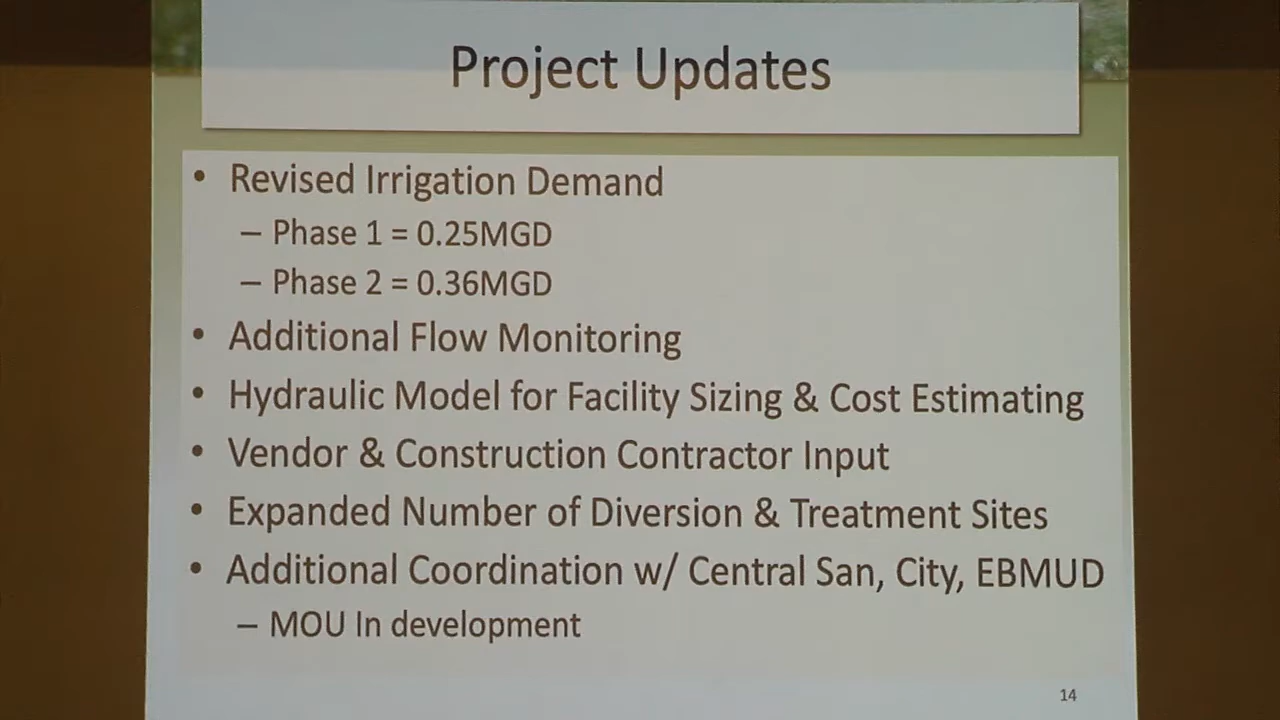 Project Updates
• Revised Irrigation Demand
– Phase 1 = 0.25MGD
– Phase 2 = 0.36MGD
• Additional Flow Monitoring
• Hydraulic Model for Facility Sizing & Cost Estimating
• Vendor & Construction Contractor Input
• Expanded Number of Diversion & Treatment Sites
• Additional Coordination w/ Central San, City, EBMUD
– MOU In development
14